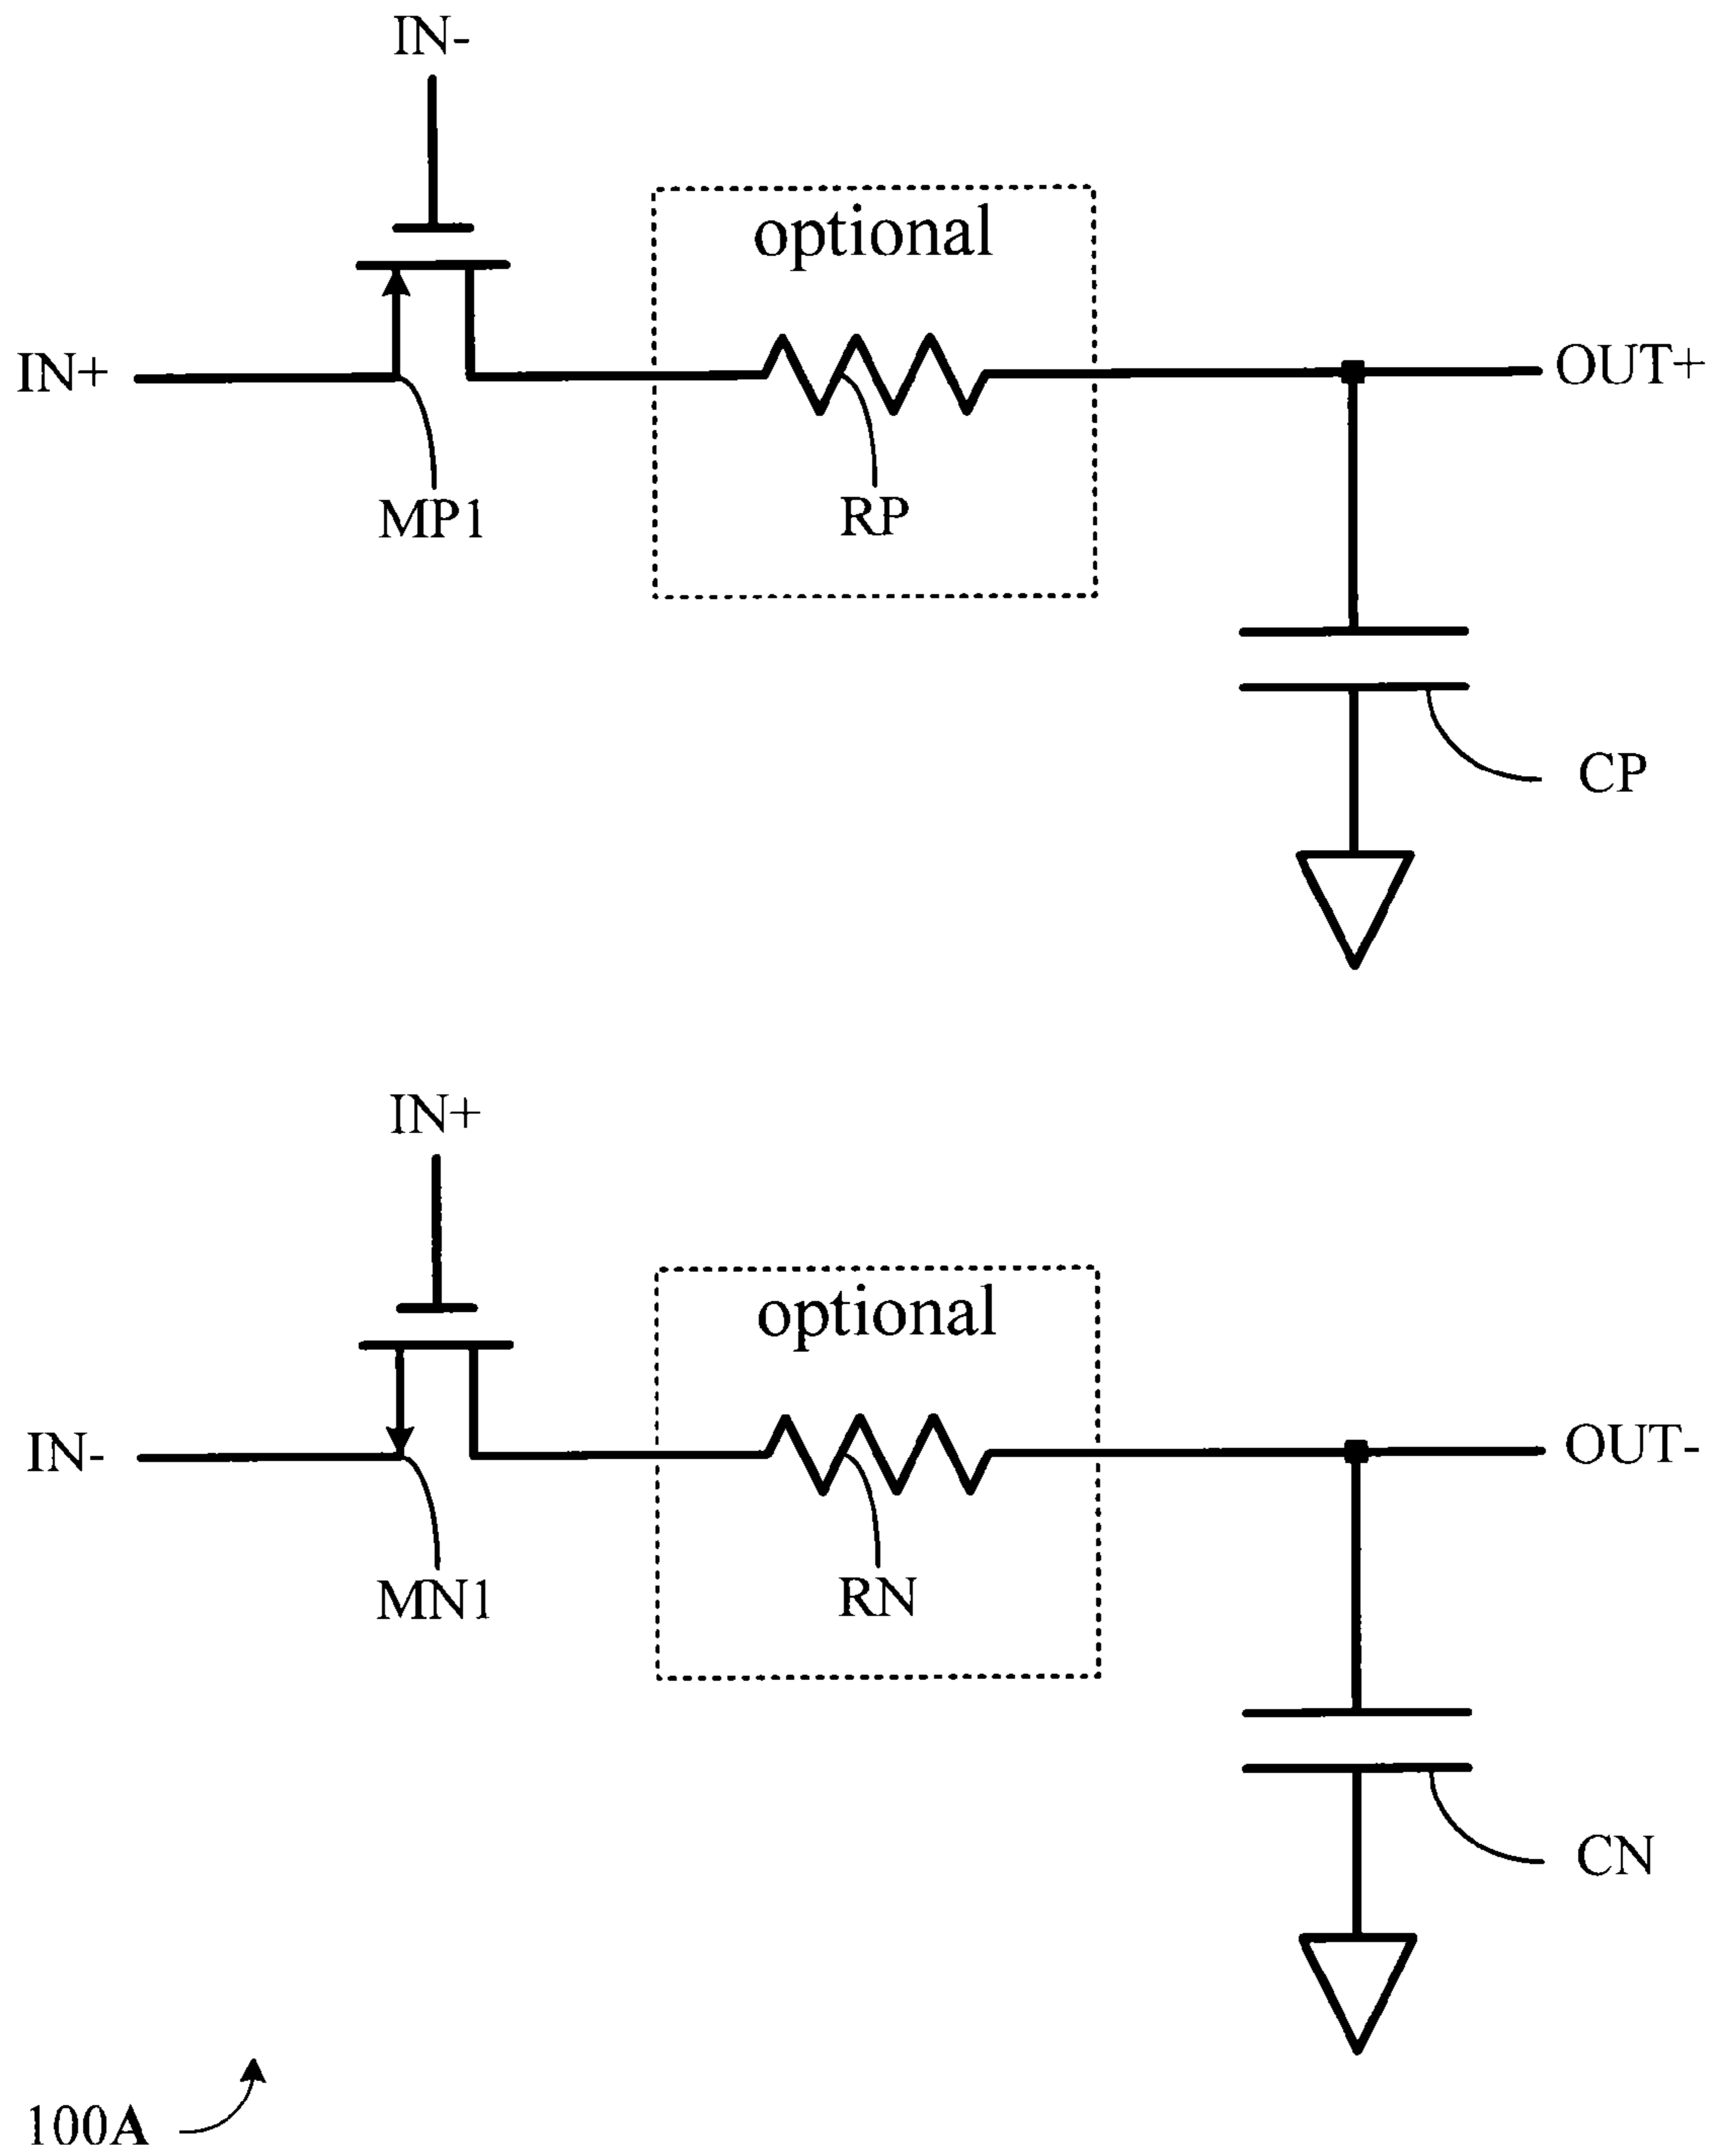 IN-
optional
IN+
OUT+
MP1
RP
CP
IN+
optional
IN-
OUT-
MN1
RN
CN
100A